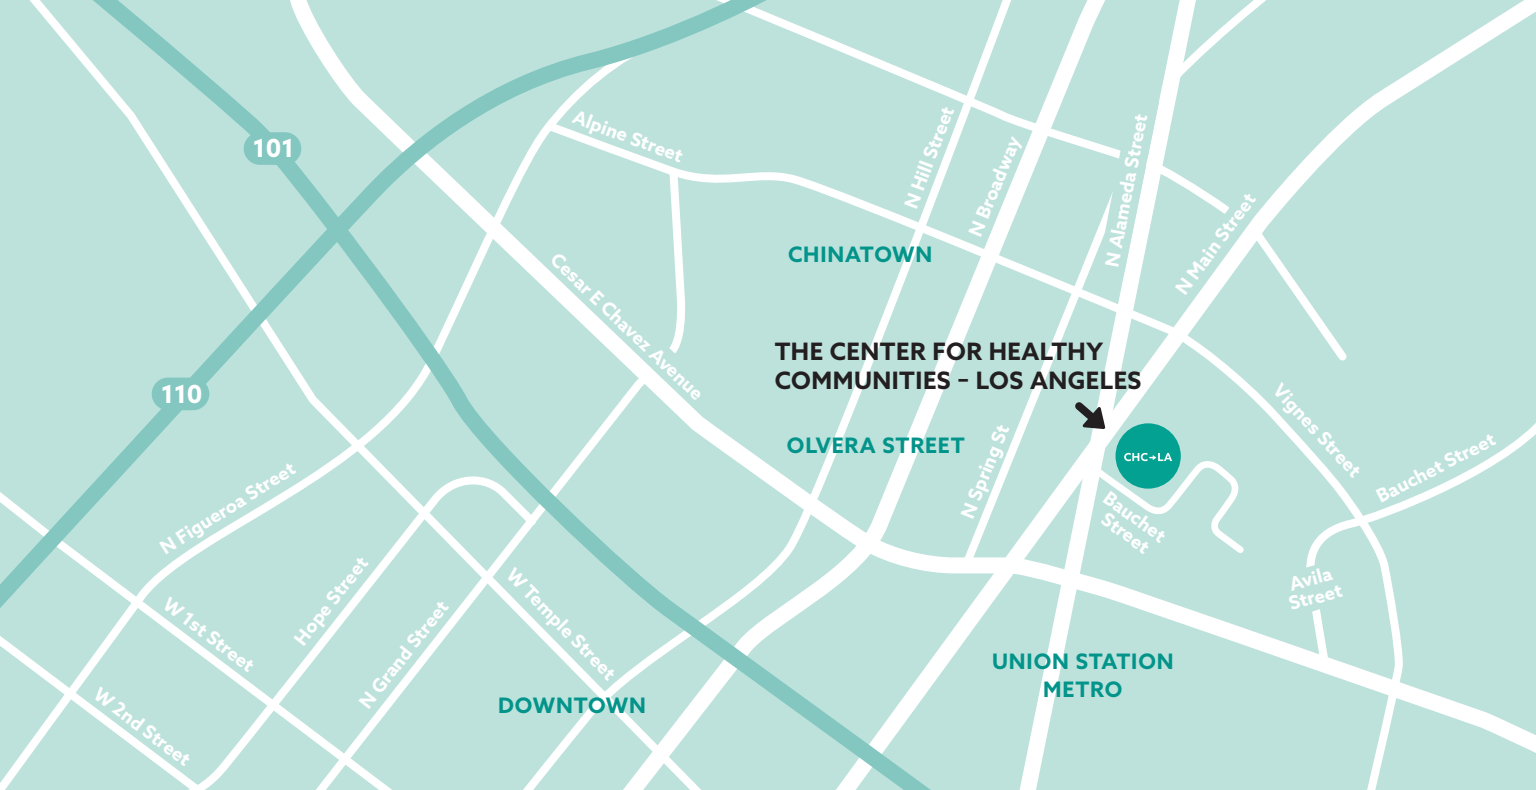 101
Alpine Street
N Hill Street
N Broadway
N Alameda Street
N Main Street
CHINATOWN
Cesar E Chavez Avenue
THE CENTER FOR HEALTHY
COMMUNITIES – LOS ANGELES
110
OLVERA STREET
CHC→LA
Vignes Street
Bauchet Street
N Spring St
Bauchet
Street
N Figueroa Street
Avila
Street
Hope Street
W 1st Street
N Grand Street
W Temple Street
UNION STATION
METRO
W 2nd Street
DOWNTOWN